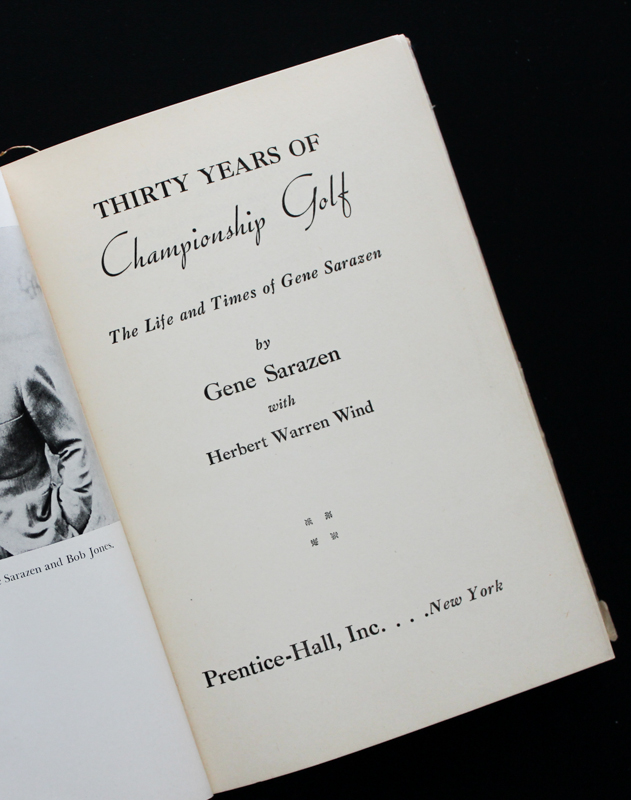 THIRTY YEARS OF
Championship Golf
The Life and Times of Gene Sarazen
by
Gene Sarazen
with
Herbert Warren Wind
Prentice-Hall, Inc. . . . .New York
Sarazen and Bob Jones.